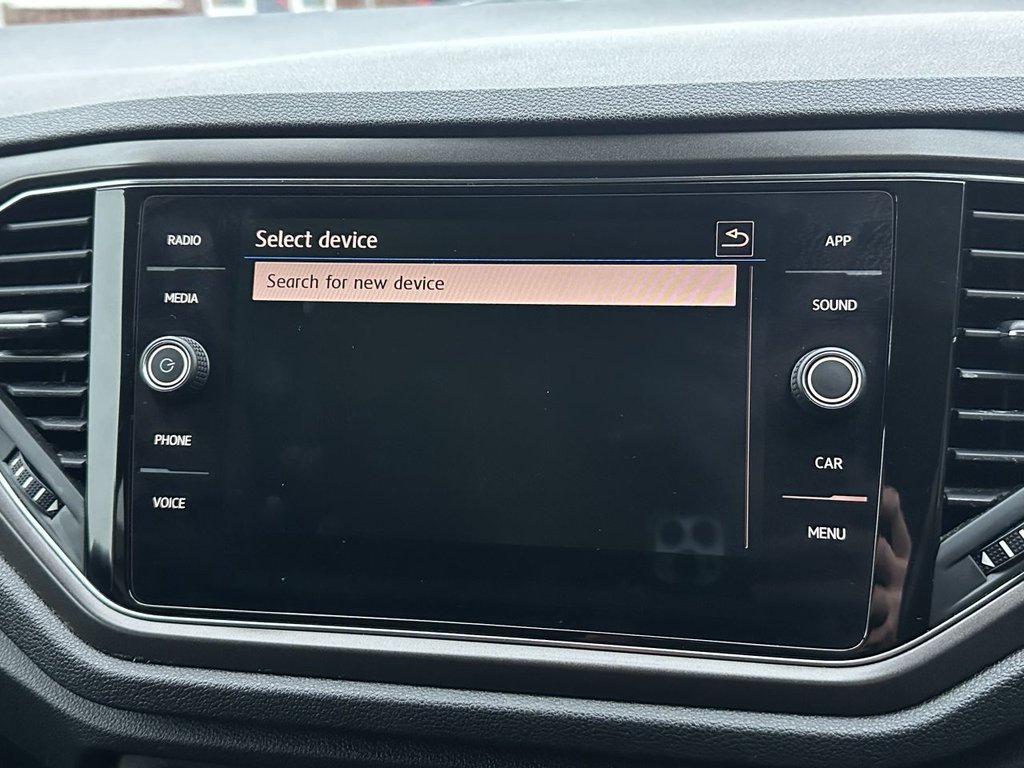 Select device
Search for new device
RADIO
MEDIA
PHONE
VOICE
APP
SOUND
CAR
MENU